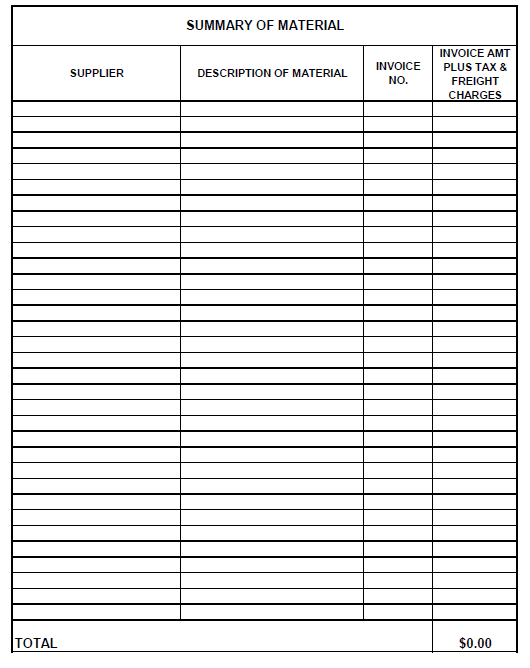 SUMMARY OF MATERIAL
SUPPLIER
DESCRIPTION OF MATERIAL
INVOICE
NO.
INVOICE AMT
PLUS TAX &
FREIGHT
CHARGES
TOTAL
$0.00